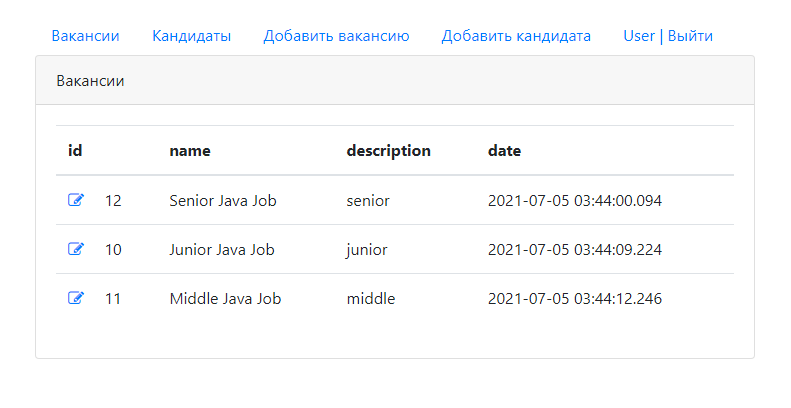 Вакансии Кандидаты Добавить вакансию Добавить кандидата User | Выйти
Вакансии
id name description date
12 Senior Java Job senior 2021-07-05 03:44:00.094
10 Junior Java Job junior 2021-07-05 03:44:09.224
11 Middle Java Job middle 2021-07-05 03:44:12.246